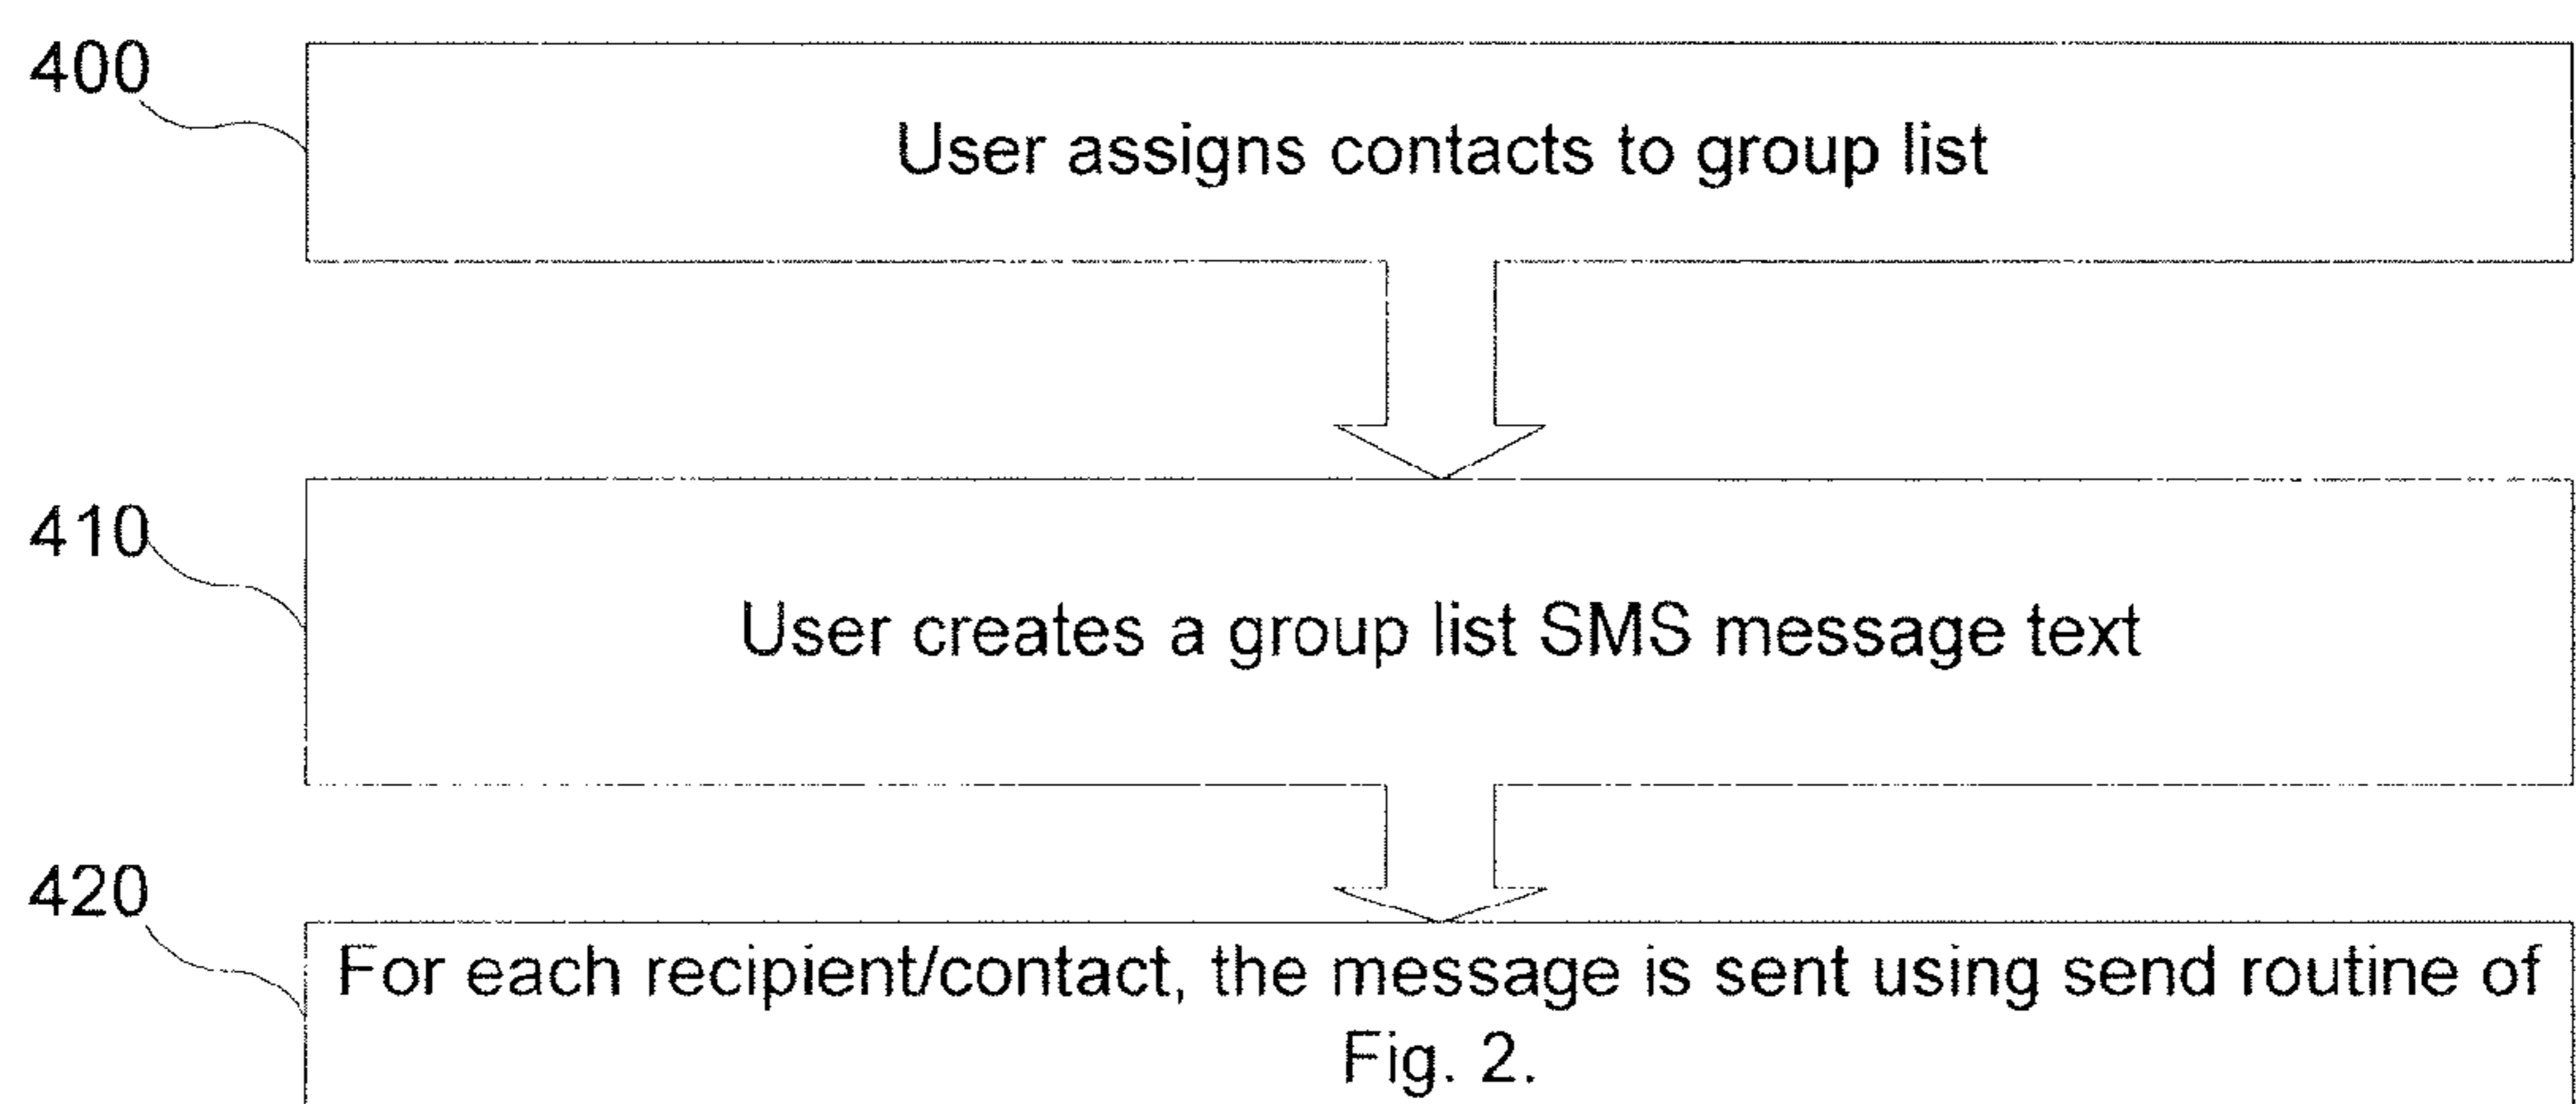 400
User assigns contacts to group list
410
User creates a group list SMS message text
420
For each recipient/contact, the message is sent using send routine of
Fig. 2.